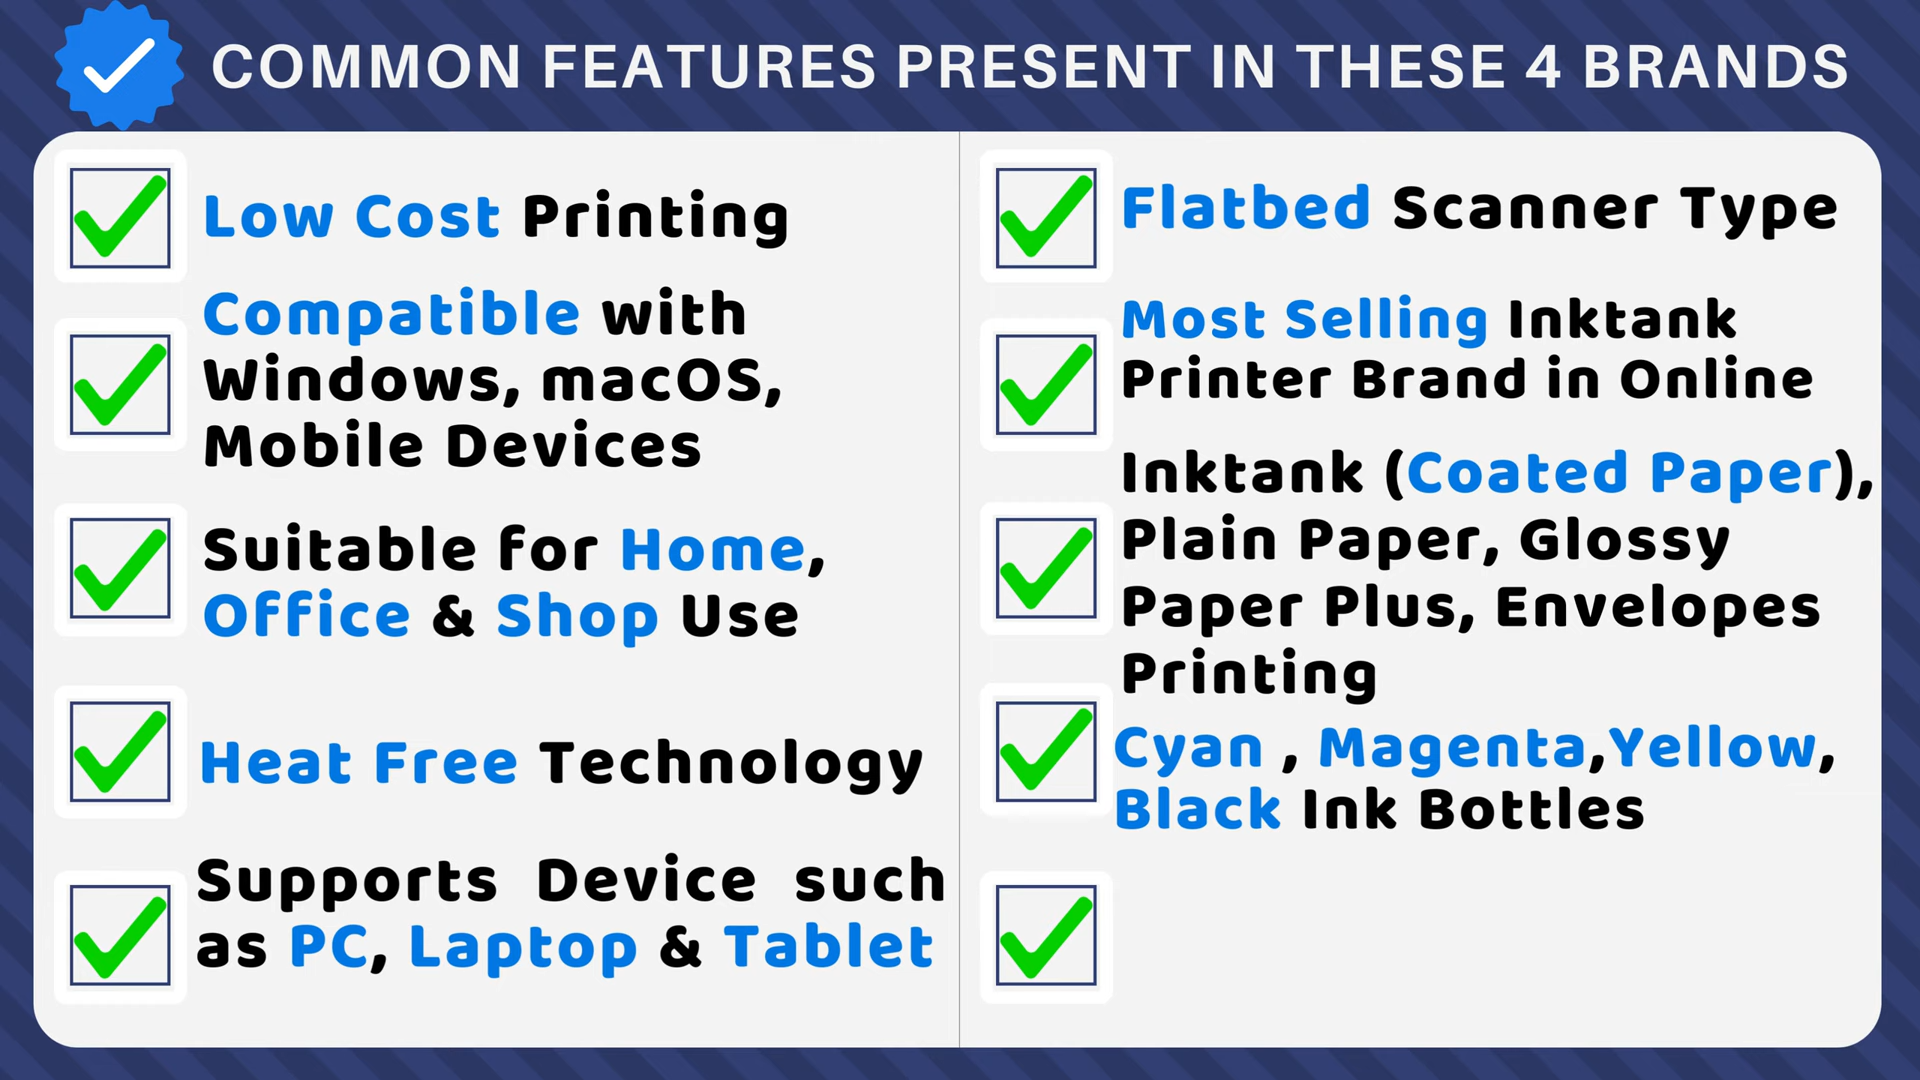 COMMON FEATURES PRESENT IN THESE 4 BRANDS
Low Cost Printing
Compatible with
Windows, macOS,
Mobile Devices
Suitable for Home,
Office & Shop Use
Heat Free Technology
Supports Device such
as PC, Laptop & Tablet
Flatbed Scanner Type
Most Selling Inktank
Printer Brand in Online
Inktank (Coated Paper),
Plain Paper, Glossy
Paper Plus, Envelopes
Printing
Cyan , Magenta,Yellow,
Black Ink Bottles